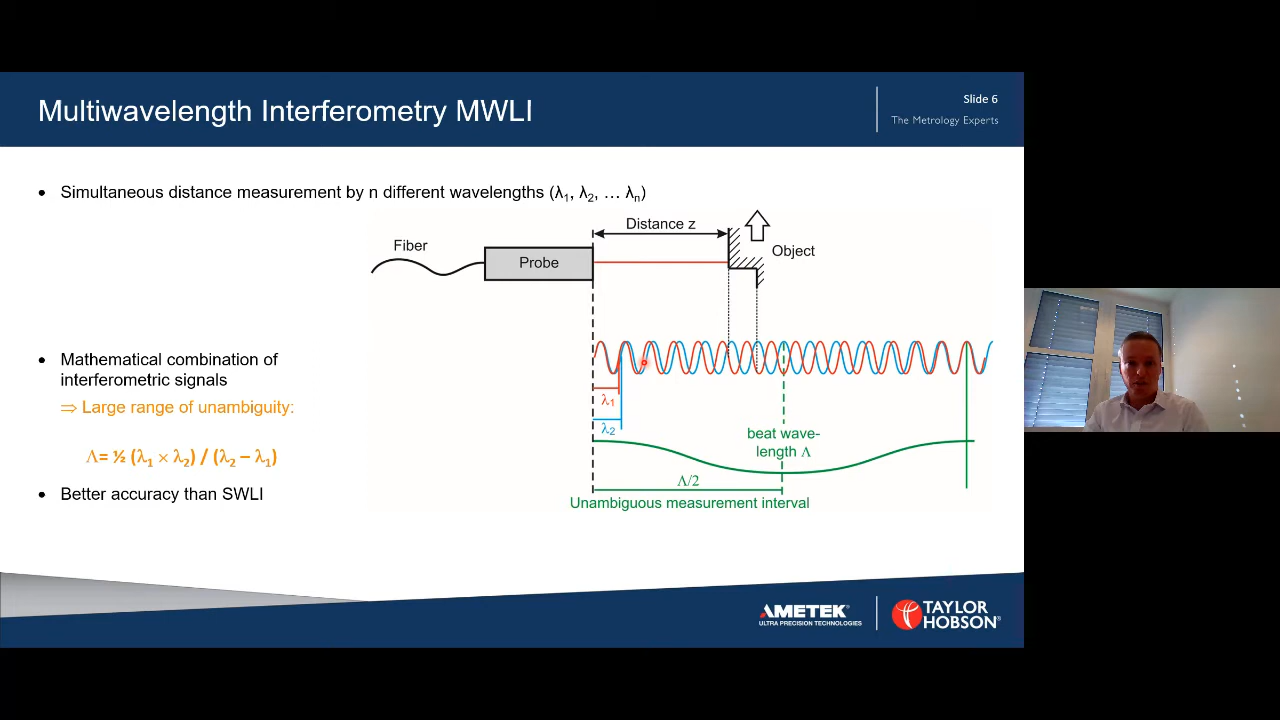 Multiwavelength Interferometry MWLI
Slide 6
The Metrology Experts
• Simultaneous distance measurement by n different wavelengths (λ₁, λ₂, … λₙ)
Distance z
Fiber
Probe
Object
• Mathematical combination of
interferometric signals
⇒ Large range of unambiguity:
Λ= ½ (λ₁ × λ₂) / (λ₂ – λ₁)
• Better accuracy than SWLI
λ₁
λ₂
beat wave-
length Λ
Λ/2
Unambiguous measurement interval
AMETEK®
ULTRA PRECISION TECHNOLOGIES
TAYLOR
HOBSON®